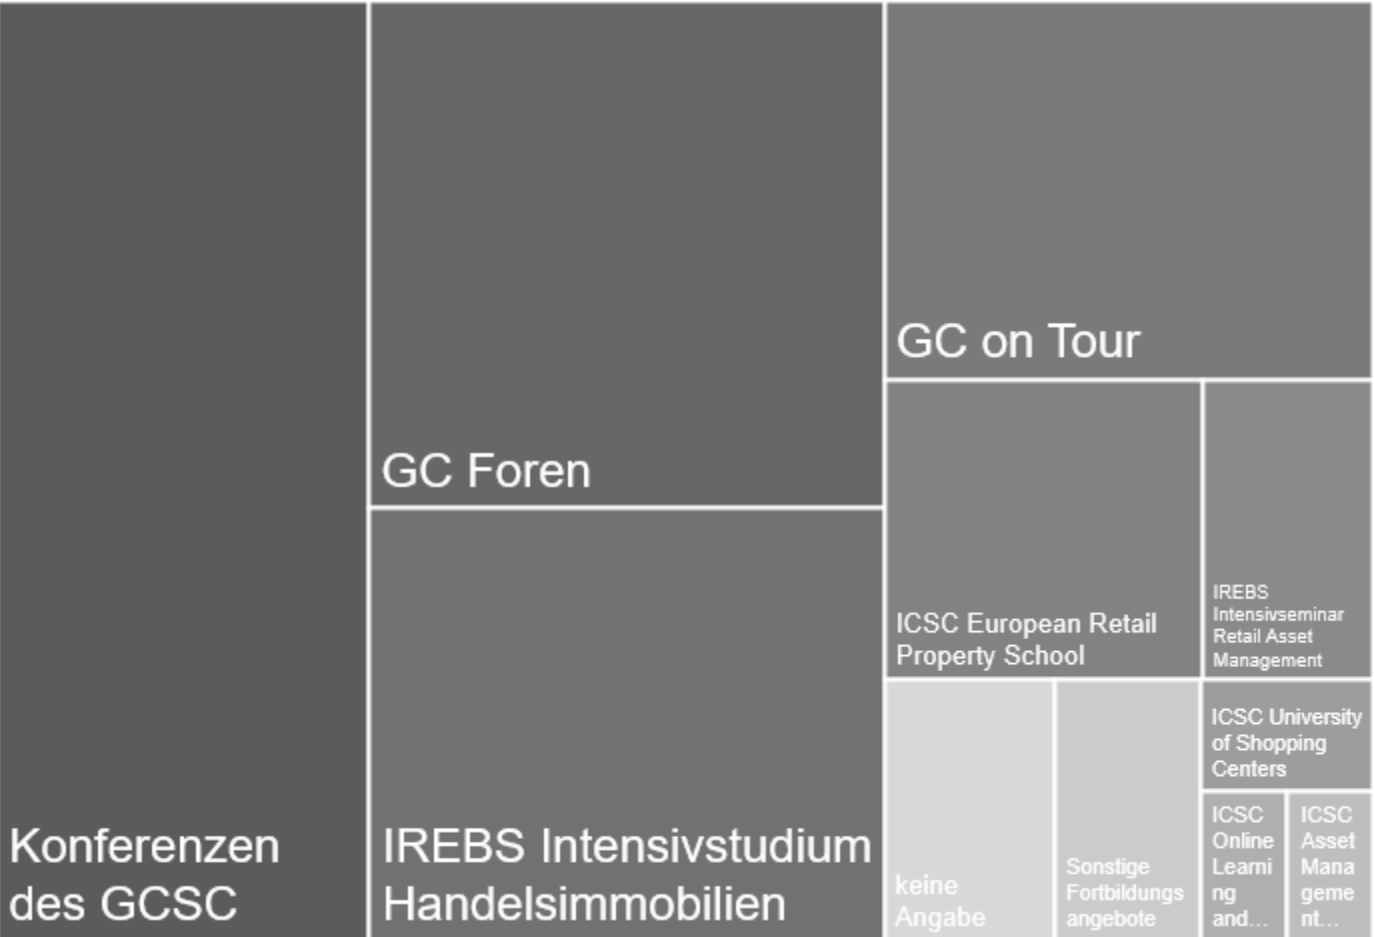 Konferenzen
des GCSC
GC Foren
IREBS Intensivstudium
Handelsimmobilien
GC on Tour
ICSC European Retail
Property School
IREBS
Intensivseminar
Retail Asset
Management
keine
Angabe
Sonstige
Fortbildungs
angebote
ICSC University
of Shopping
Centers
ICSC
Online
Learni
ng
and...
ICSC
Asset
Mana
geme
nt...